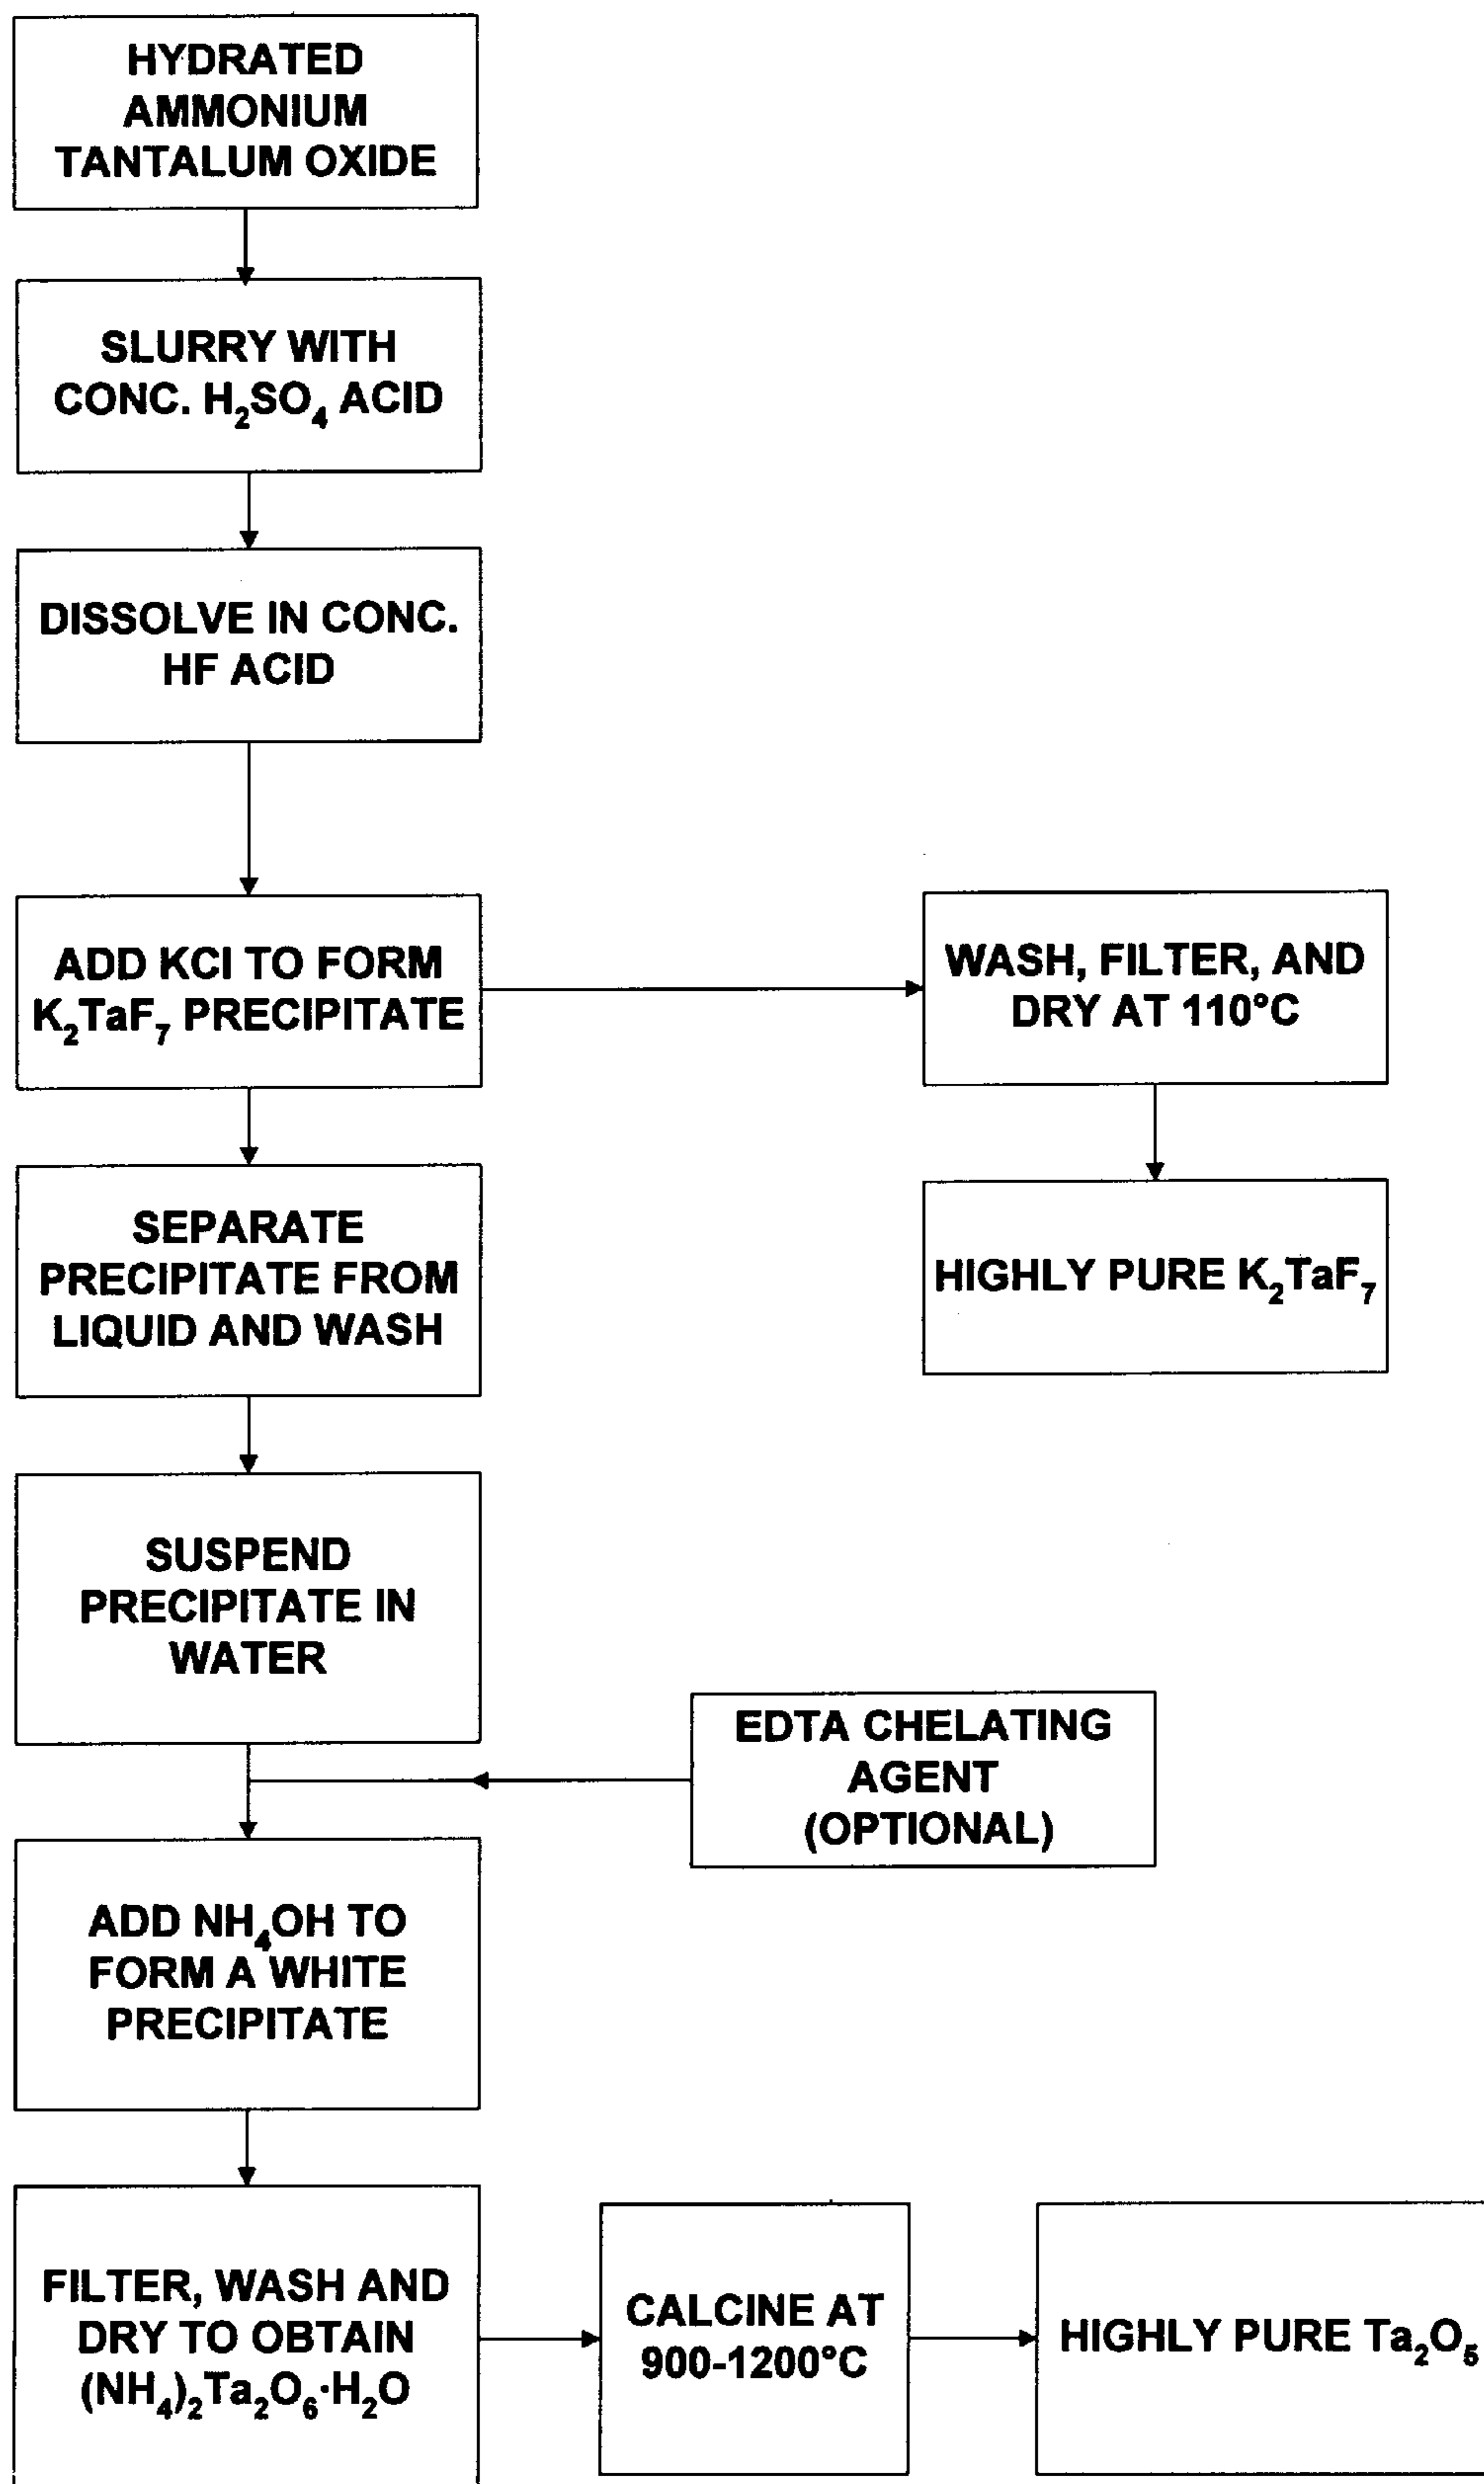 HYDRATED
AMMONIUM
TANTALUM OXIDE
SLURRY WITH
CONC. H₂SO₄ ACID
DISSOLVE IN CONC.
HF ACID
ADD KCl TO FORM
K₂TaF₇ PRECIPITATE
WASH, FILTER, AND
DRY AT 110°C
SEPARATE
PRECIPITATE FROM
LIQUID AND WASH
HIGHLY PURE K₂TaF₇
SUSPEND
PRECIPITATE IN
WATER
EDTA CHELATING
AGENT
(OPTIONAL)
ADD NH₄OH TO
FORM A WHITE
PRECIPITATE
FILTER, WASH AND
DRY TO OBTAIN
(NH₄)₂Ta₂O₆·H₂O
CALCINE AT
900-1200°C
HIGHLY PURE Ta₂O₅